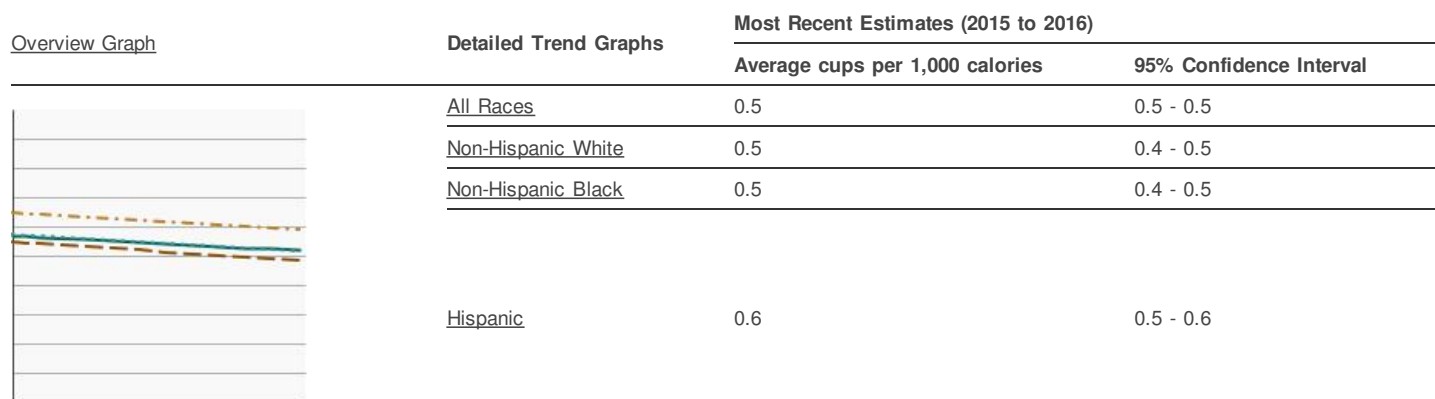 Overview Graph Detailed Trend Graphs Most Recent Estimates (2015 to 2016)
Average cups per 1,000 calories 95% Confidence Interval
All Races 0.5 0.5 - 0.5
Non-Hispanic White 0.5 0.4 - 0.5
Non-Hispanic Black 0.5 0.4 - 0.5
Hispanic 0.6 0.5 - 0.6